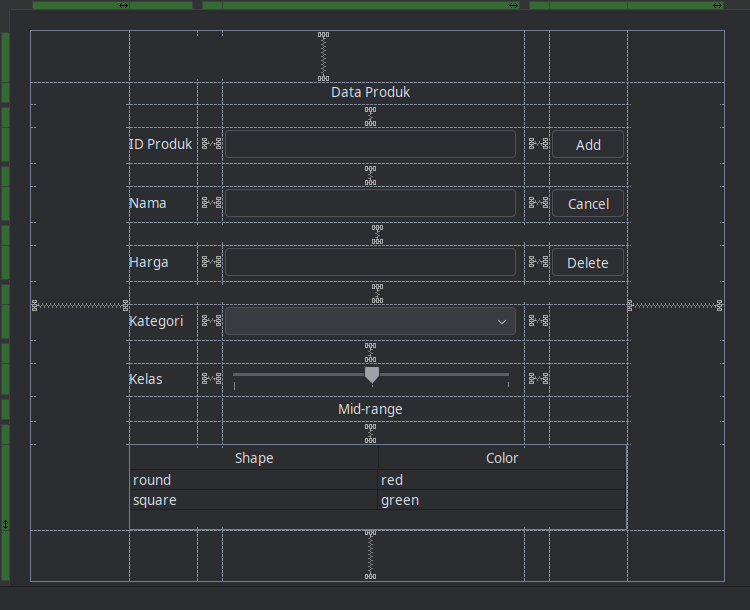 Data Produk
ID Produk Add
Nama Cancel
Harga Delete
Kategori
Kelas
Mid-range
Shape Color
round red
square green